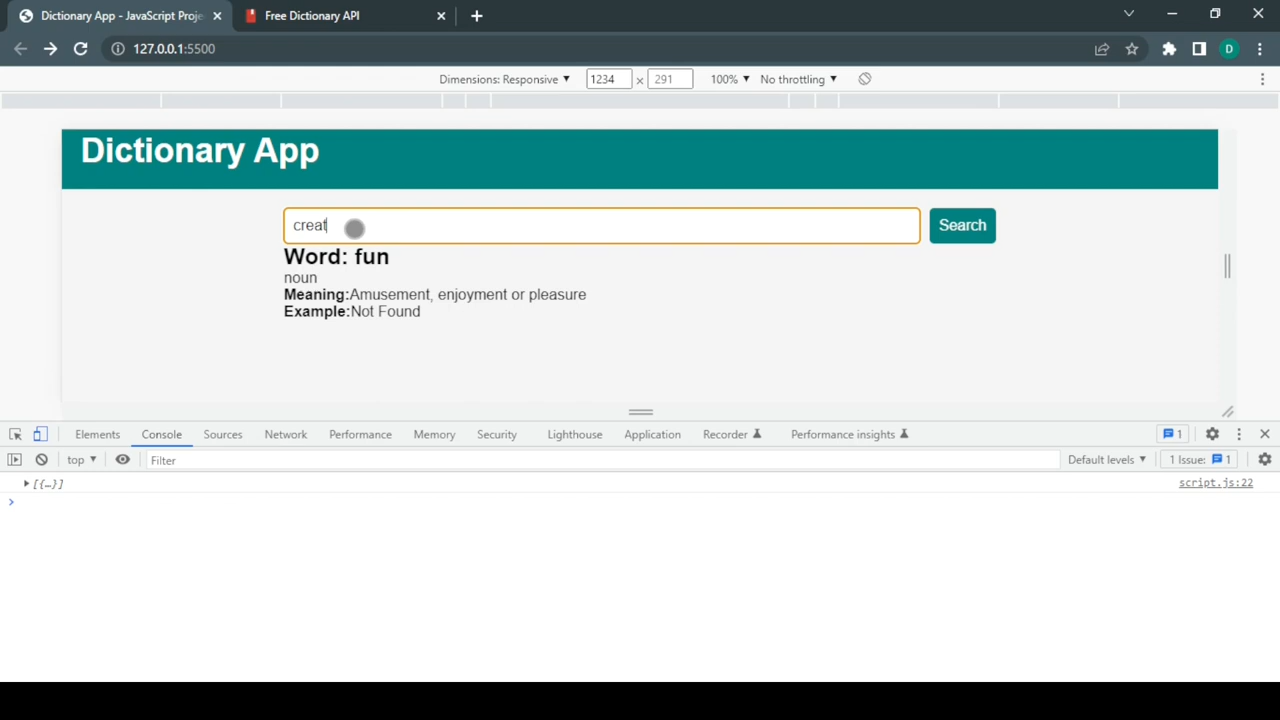 Dictionary App - JavaScript Proje
Free Dictionary API
127.0.0.1:5500
D
Dimensions: Responsive
1234 × 291
100%
No throttling
Dictionary App
creat
Search
Word: fun
noun
Meaning:Amusement, enjoyment or pleasure
Example:Not Found
Elements
Console
Sources
Network
Performance
Memory
Security
Lighthouse
Application
Recorder
Performance insights
1
top
Filter
Default levels
1 Issue: 1
[{…}]
script.js:22